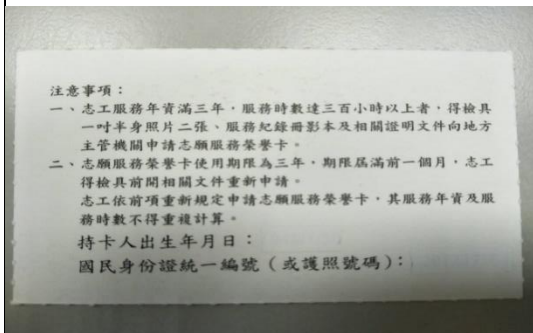 注意事項：
一、志工服務年資滿三年，服務時數達三百小時以上者，得檢具
一吋半身照片二張、服務紀錄冊影本及相關證明文件向地方
主管機關申請志願服務榮譽卡。
二、志願服務榮譽卡使用期限為三年，期限屆滿前一個月，志工
得檢具前開相關文件重新申請。
志工依前項重新規定申請志願服務榮譽卡，其服務年資及服
務時數不得重複計算。
持卡人出生年月日：
國民身份證統一編號（或護照號碼）：